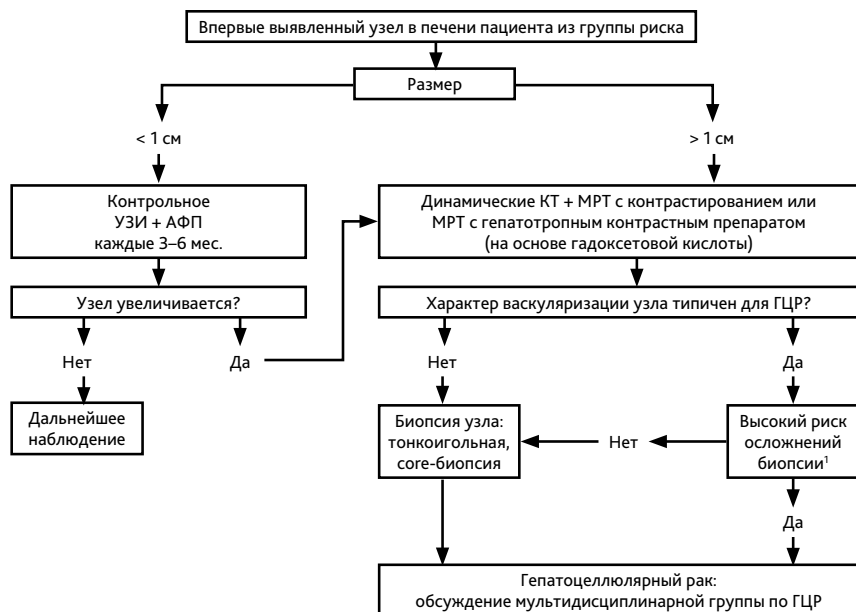 Впервые выявленный узел в печени пациента из группы риска
Размер
< 1 см
> 1 см
Контрольное
УЗИ + АФП
каждые 3–6 мес.
Динамические КТ + МРТ с контрастированием или
МРТ с гепатотропным контрастным препаратом
(на основе гадоксетовой кислоты)
Узел увеличивается?
Характер васкуляризации узла типичен для ГЦР?
Нет
Да
Нет
Да
Дальнейшее
наблюдение
Биопсия узла:
тонкоигольная,
core-биопсия
Нет
Высокий риск
осложнений
биопсии¹
Да
Гепатоцеллюлярный рак:
обсуждение мультидисциплинарной группы по ГЦР